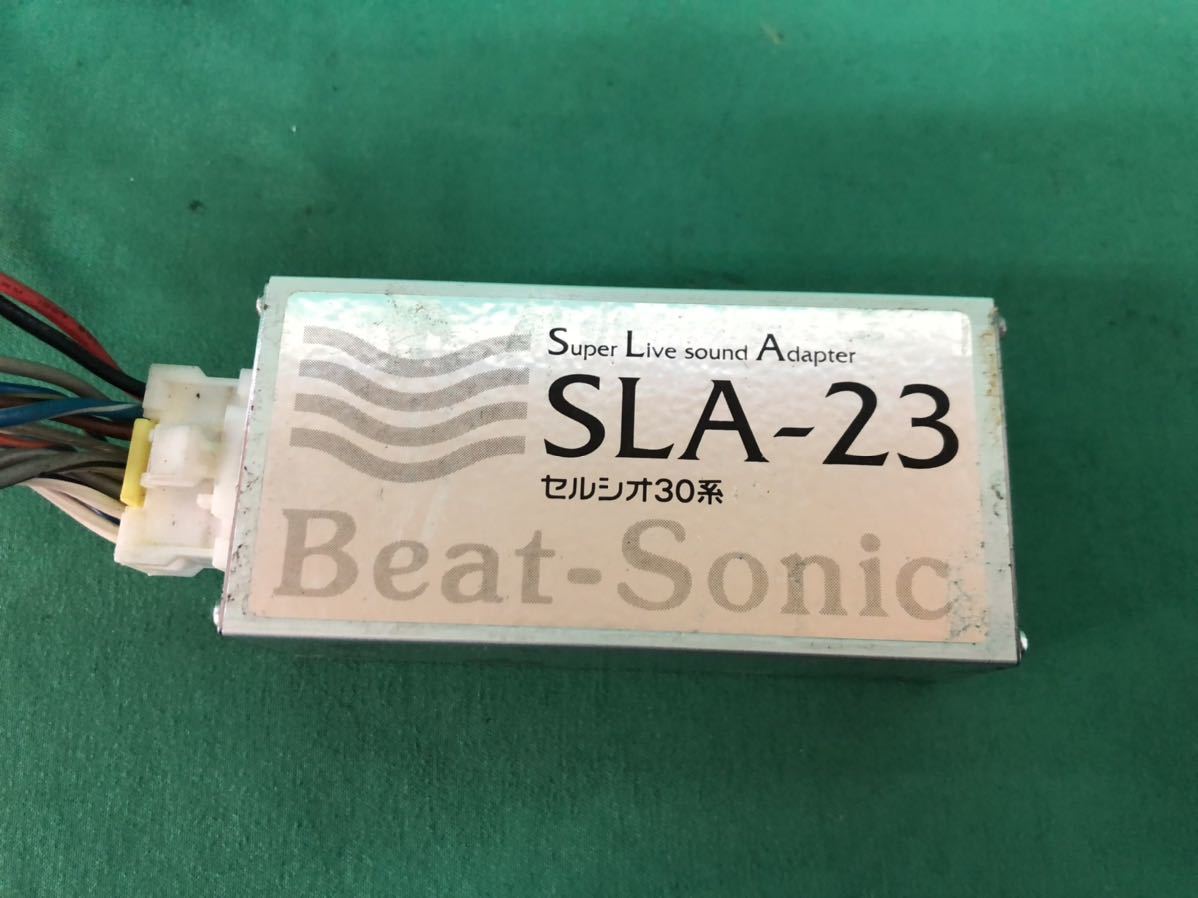 Super Live sound Adapter
SLA-23
セルシオ30系
Beat-Sonic